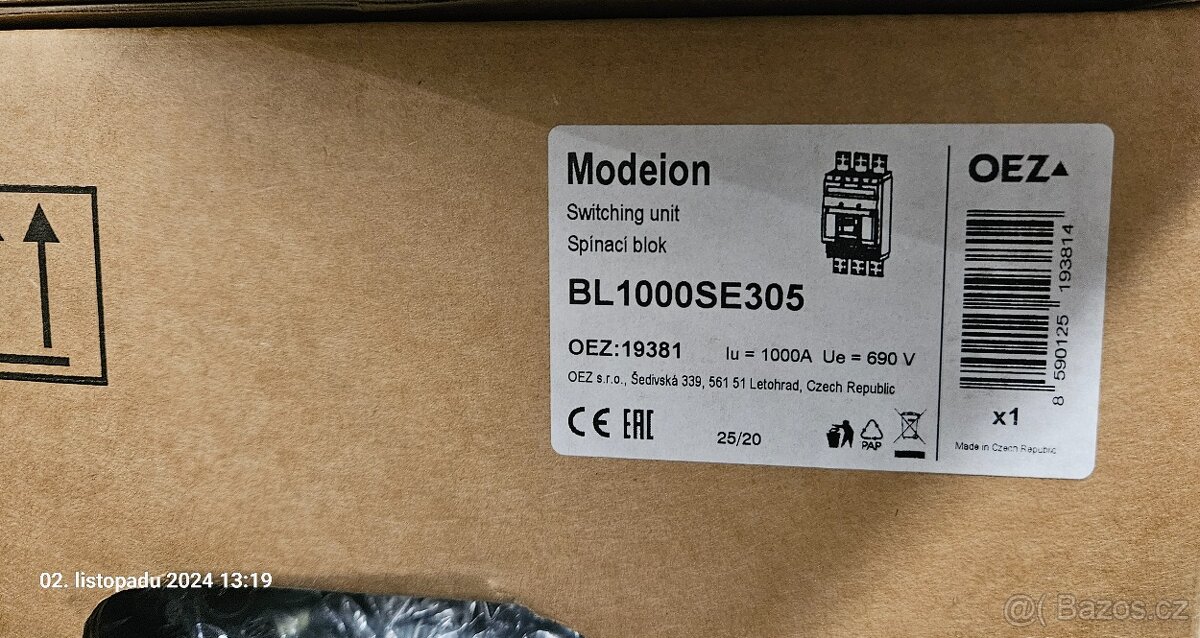 Modeion
Switching unit
Spínací blok
BL1000SE305
OEZ:19381 Iu = 1000A Ue = 690 V
OEZ s.r.o., Šedivská 339, 561 51 Letohrad, Czech Republic
CE EAC
25/20
PAP
OEZ
8 590125 193814
x1
Made in Czech Republic
02. listopadu 2024 13:19
@( Bazos.cz